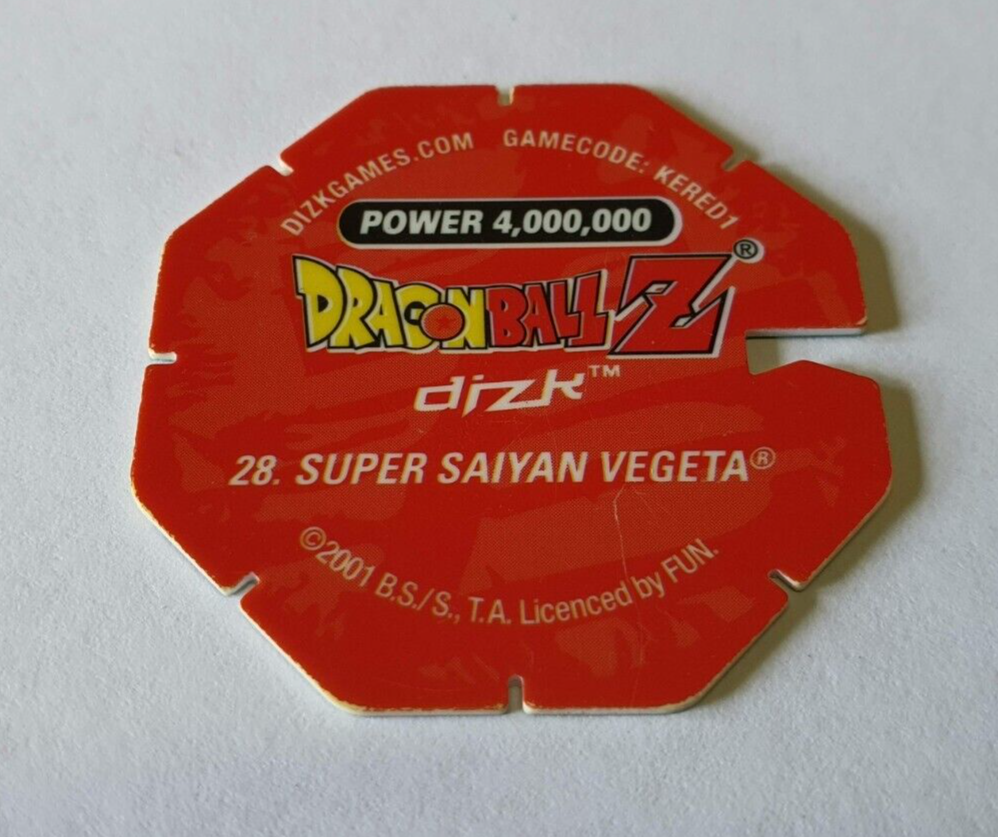 DIZKGAMES.COM GAMECODE: KERED1
POWER 4,000,000
DRAGONBALL Z®
dizk™
28. SUPER SAIYAN VEGETA®
©2001 B.S./S., T.A. Licenced by FUN.